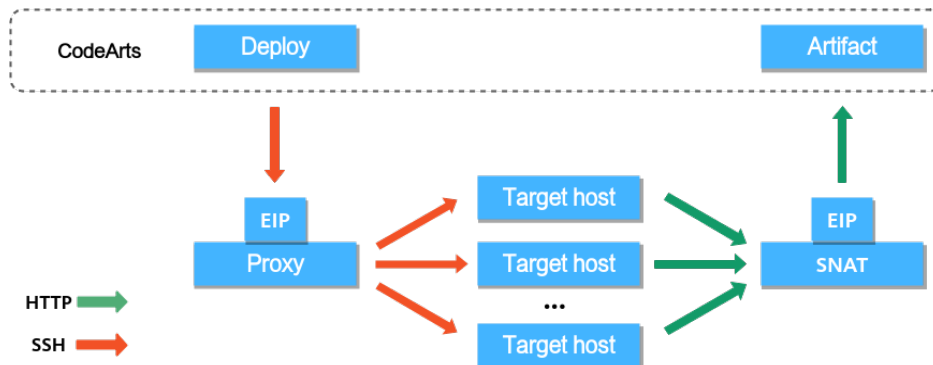 CodeArts
Deploy
Artifact
EIP
Proxy
Target host
Target host
...
Target host
EIP
SNAT
HTTP
SSH